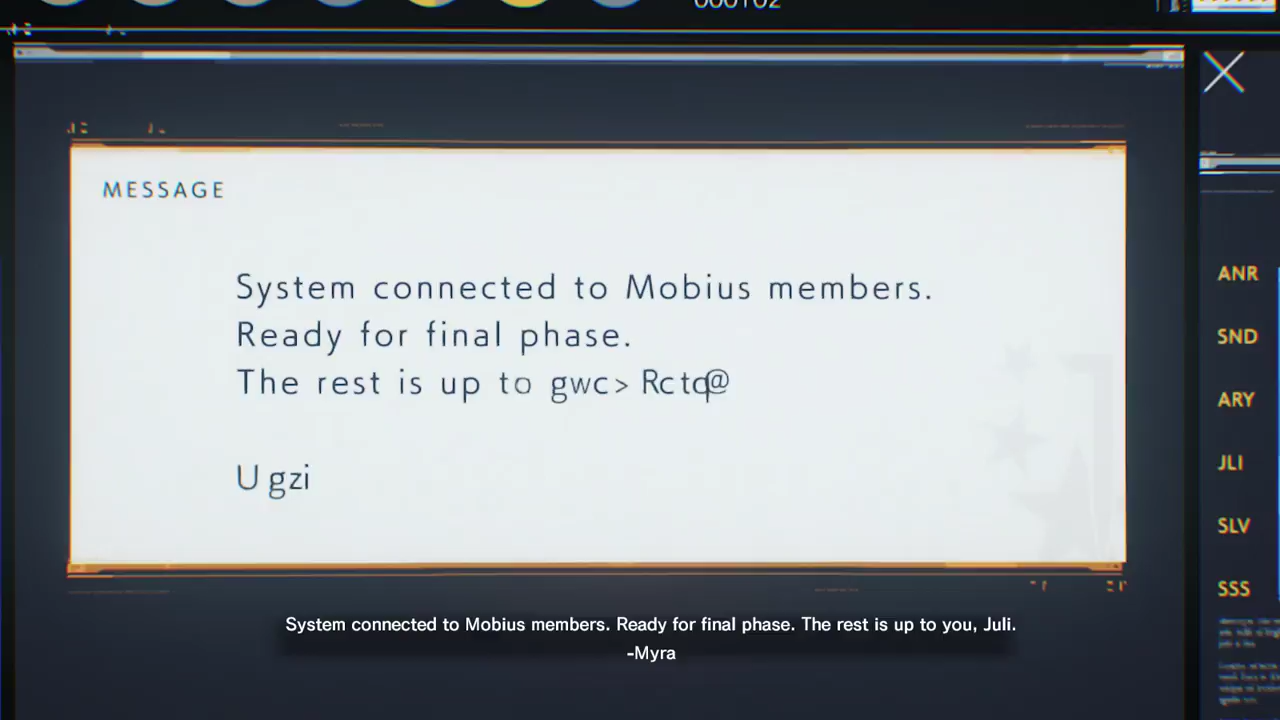 000102
MESSAGE
System connected to Mobius members.
Ready for final phase.
The rest is up to gwc> Rctq@
U gzi
ANR
SND
ARY
JLI
SLV
SSS
System connected to Mobius members. Ready for final phase. The rest is up to you, Juli.
-Myra